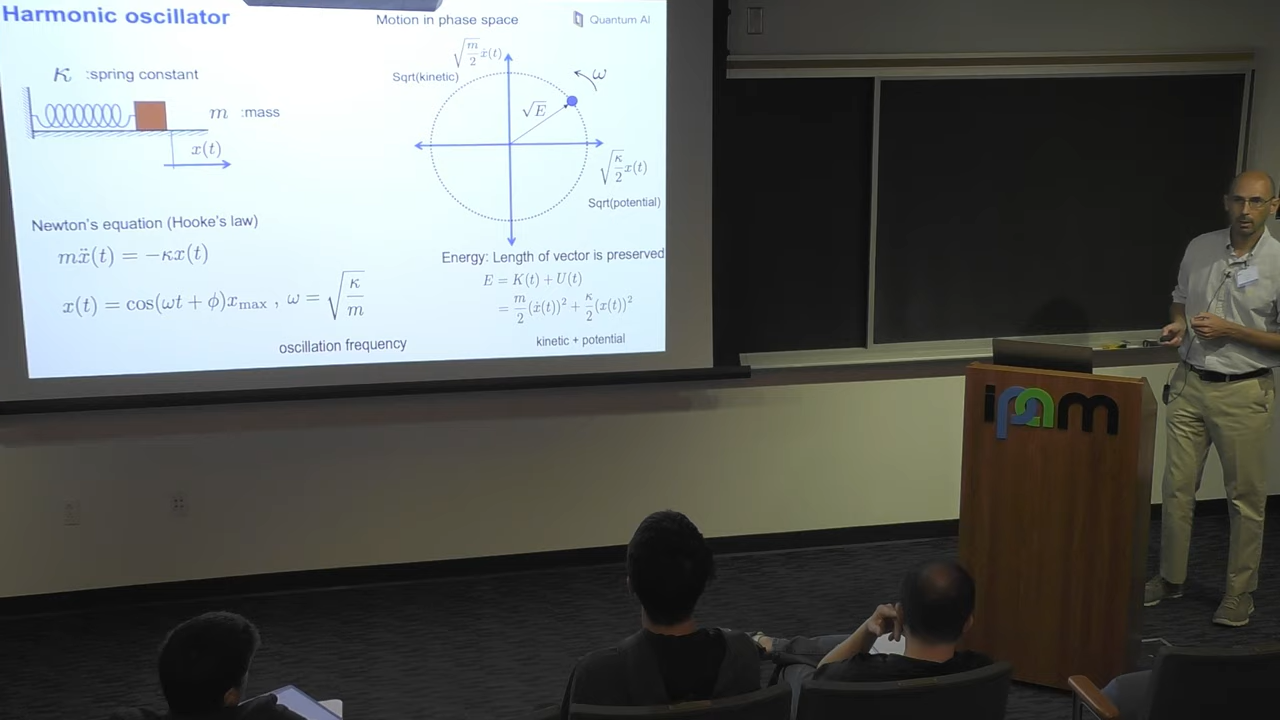 Harmonic oscillator
κ :spring constant
m :mass
x(t)
Newton's equation (Hooke's law)
mẍ(t) = −κx(t)
x(t) = cos(ωt + ϕ)x_max , ω = √(κ/m)
oscillation frequency
Motion in phase space
Quantum AI
√(m/2) ẋ(t)
Sqrt(kinetic)
ω
√E
√(κ/2) x(t)
Sqrt(potential)
Energy: Length of vector is preserved
E = K(t) + U(t)
= m/2 (ẋ(t))² + κ/2 (x(t))²
kinetic + potential
ipam